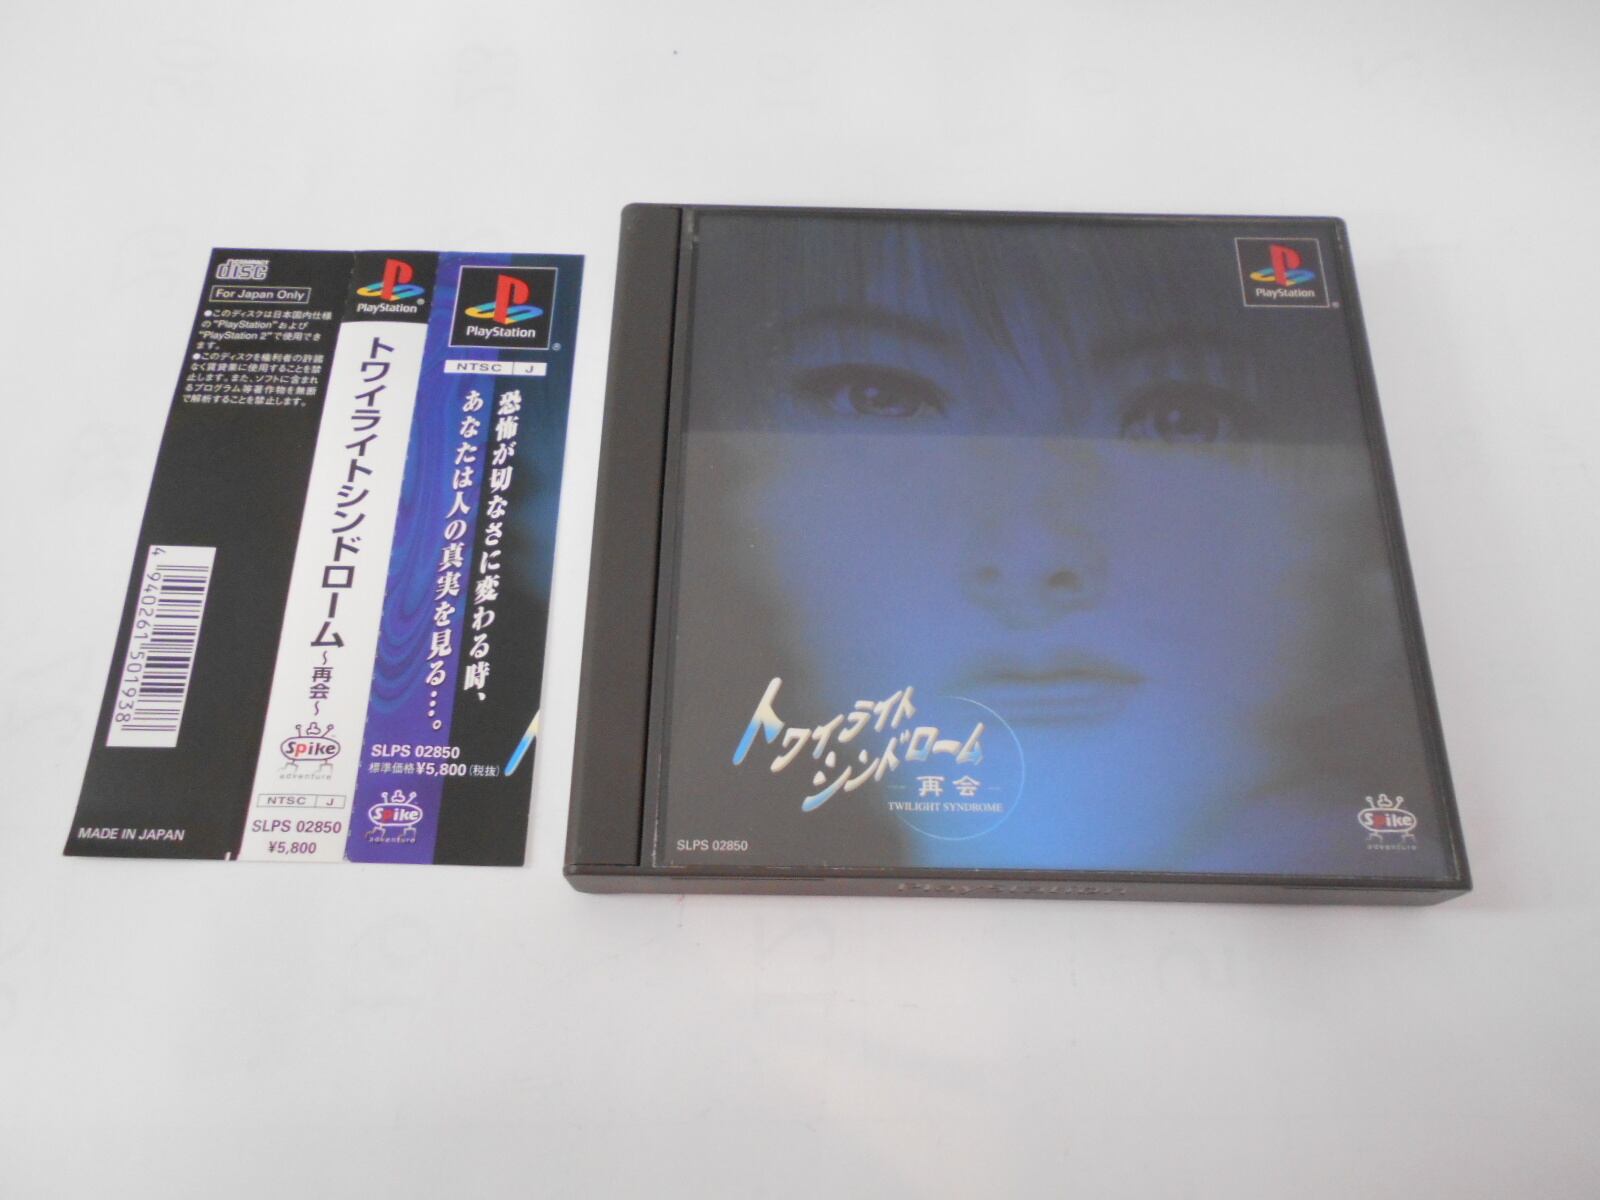 COMPACT
disc
For Japan Only
●このディスクは日本国内仕様
の"PlayStation"および
"PlayStation 2"で使用でき
ます。
●このディスクを権利者の許諾
なく賃貸業に使用することを禁
止します。また、ソフトに含まれ
るプログラム等著作物を無断
で解析することを禁止します。
4940261501938
MADE IN JAPAN
PlayStation®
トワイライトシンドローム～再会～
Spike
adventure
NTSC J
SLPS 02850
¥5,800
PlayStation
®
NTSC J
恐怖が切なさに変わる時、
あなたは人の真実を見る…。
SLPS 02850
標準価格¥5,800(税抜)
Spike
adventure
PlayStation
®
トワイライト
シンドローム
再会
TWILIGHT SYNDROME
SLPS 02850
Spike
adventure
PlayStation